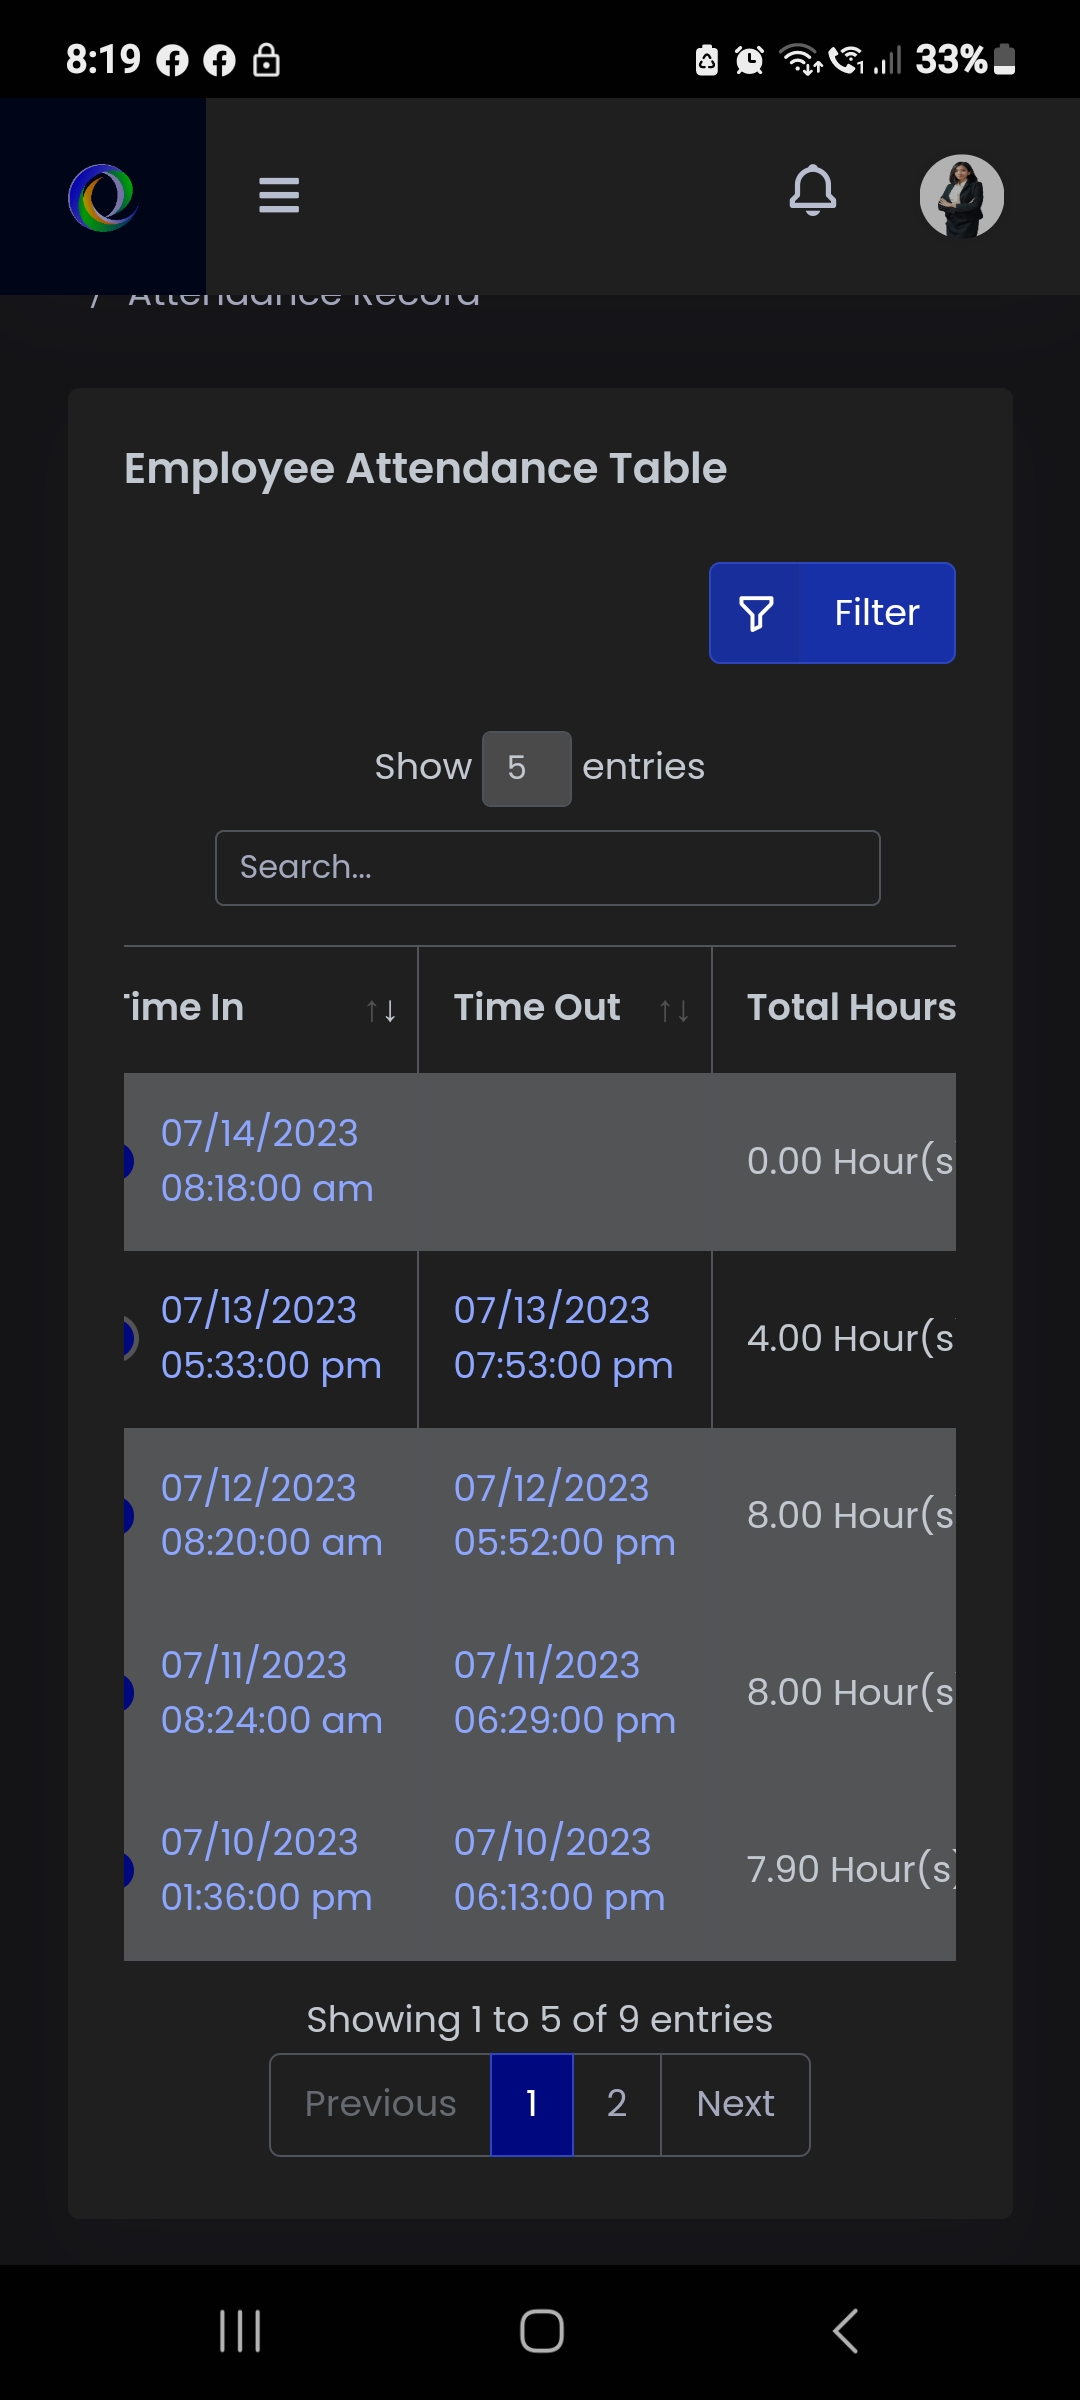 8:19 33%
/ Attendance Record
Employee Attendance Table
Filter
Show 5 entries
Search...
Time In Time Out Total Hours
07/14/2023
08:18:00 am
0.00 Hour(s
07/13/2023 07/13/2023
05:33:00 pm 07:53:00 pm
4.00 Hour(s
07/12/2023 07/12/2023
08:20:00 am 05:52:00 pm
8.00 Hour(s
07/11/2023 07/11/2023
08:24:00 am 06:29:00 pm
8.00 Hour(s
07/10/2023 07/10/2023
01:36:00 pm 06:13:00 pm
7.90 Hour(s)
Showing 1 to 5 of 9 entries
Previous 1 2 Next